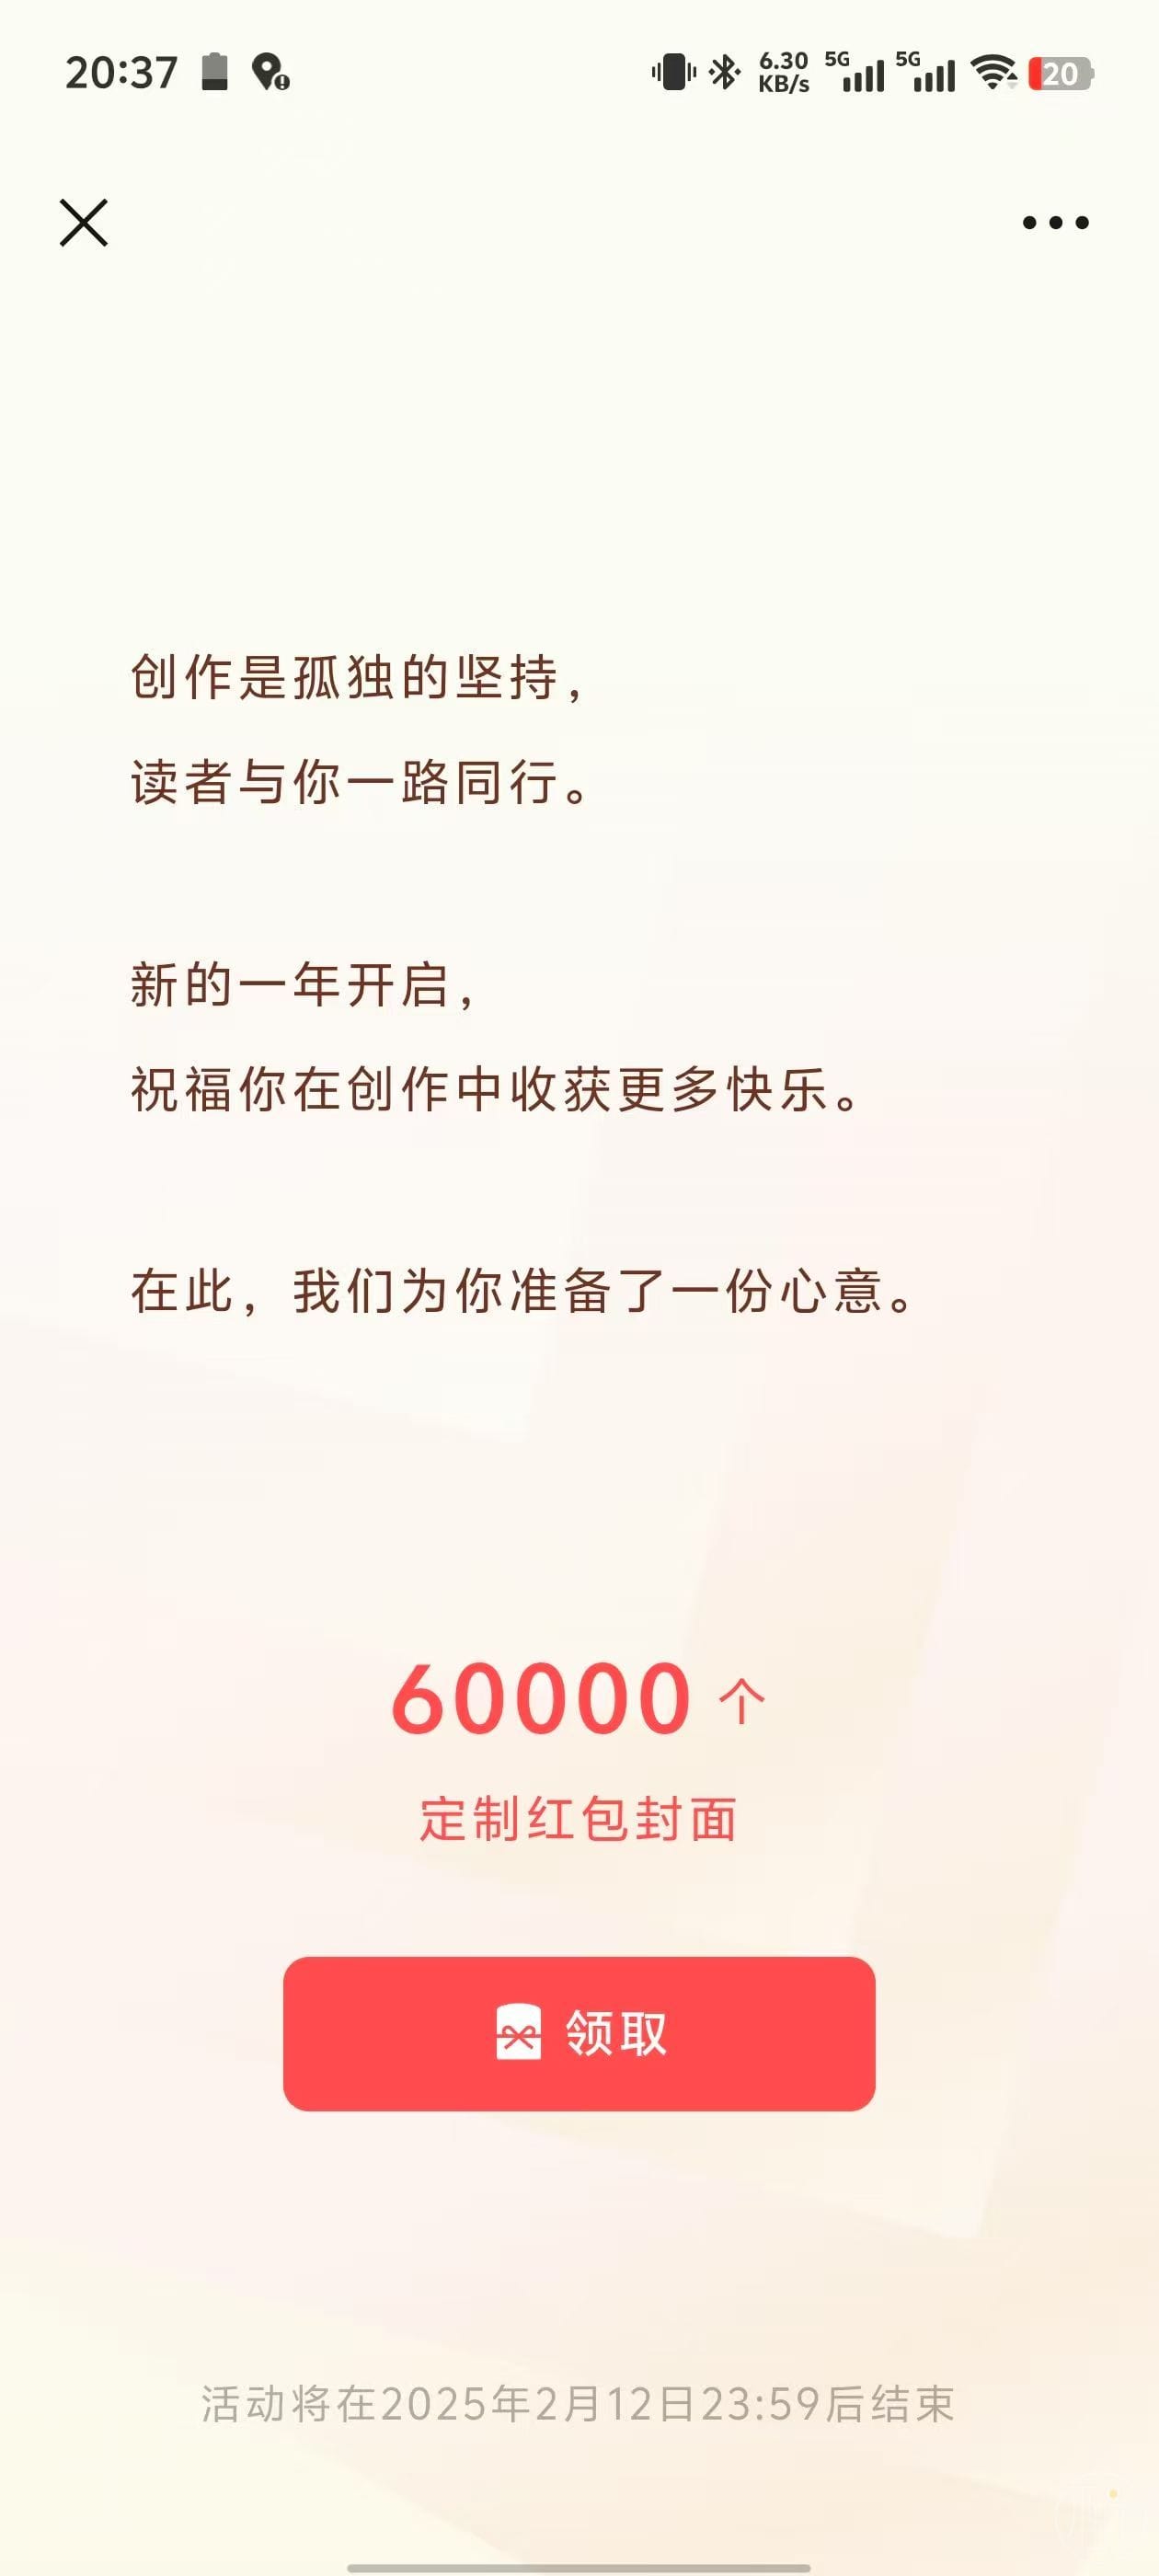 20:37
6.30
KB/s
5G
5G
20
创作是孤独的坚持，
读者与你一路同行。
新的一年开启，
祝福你在创作中收获更多快乐。
在此，我们为你准备了一份心意。
60000 个
定制红包封面
领取
活动将在2025年2月12日23:59后结束